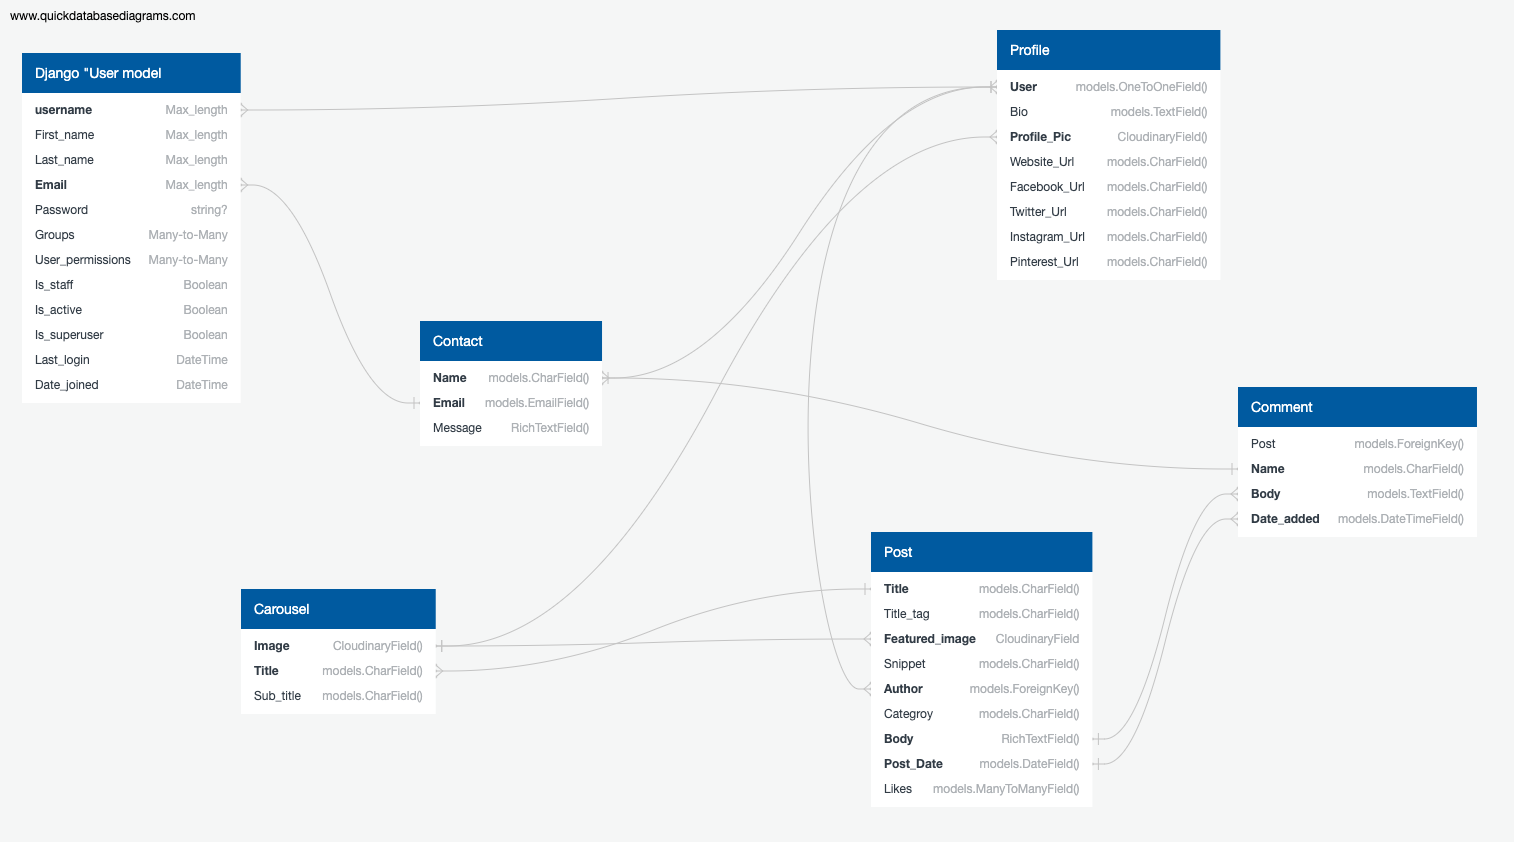 www.quickdatabasediagrams.com
Django "User model
username Max_length
First_name Max_length
Last_name Max_length
Email Max_length
Password string?
Groups Many-to-Many
User_permissions Many-to-Many
Is_staff Boolean
Is_active Boolean
Is_superuser Boolean
Last_login DateTime
Date_joined DateTime
Profile
User models.OneToOneField()
Bio models.TextField()
Profile_Pic CloudinaryField()
Website_Url models.CharField()
Facebook_Url models.CharField()
Twitter_Url models.CharField()
Instagram_Url models.CharField()
Pinterest_Url models.CharField()
Contact
Name models.CharField()
Email models.EmailField()
Message RichTextField()
Comment
Post models.ForeignKey()
Name models.CharField()
Body models.TextField()
Date_added models.DateTimeField()
Post
Title models.CharField()
Title_tag models.CharField()
Featured_image CloudinaryField
Snippet models.CharField()
Author models.ForeignKey()
Categroy models.CharField()
Body RichTextField()
Post_Date models.DateField()
Likes models.ManyToManyField()
Carousel
Image CloudinaryField()
Title models.CharField()
Sub_title models.CharField()